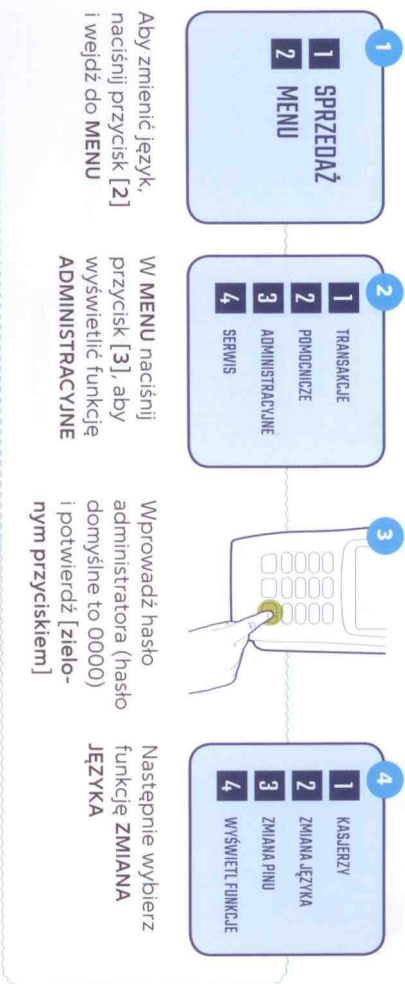 1
1 SPRZEDAŻ
2 MENU
Aby zmienić język,
naciśnij przycisk [2]
i wejdź do MENU
2
1 TRANSAKCJE
2 POMOCNICZE
3 ADMINISTRACYJNE
4 SERWIS
W MENU naciśnij
przycisk [3], aby
wyświetlić funkcję
ADMINISTRACYJNE
3
Wprowadź hasło
administratora (hasło
domyślne to 0000)
i potwierdź [zielo-
nym przyciskiem]
4
1 KASJERZY
2 ZMIANA JĘZYKA
3 ZMIANA PINU
4 WYŚWIETL FUNKCJE
Następnie wybierz
funkcję ZMIANA
JĘZYKA